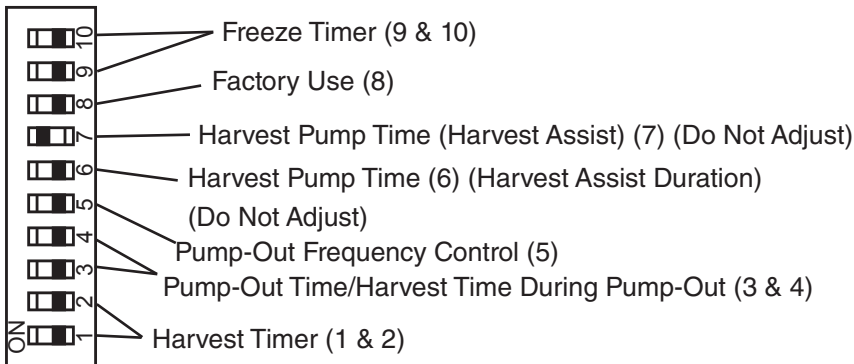 10
Freeze Timer (9 & 10)
9
Factory Use (8)
8
7
Harvest Pump Time (Harvest Assist) (7) (Do Not Adjust)
6
Harvest Pump Time (6) (Harvest Assist Duration)
(Do Not Adjust)
5
Pump-Out Frequency Control (5)
4
3
Pump-Out Time/Harvest Time During Pump-Out (3 & 4)
2
ON
1
Harvest Timer (1 & 2)